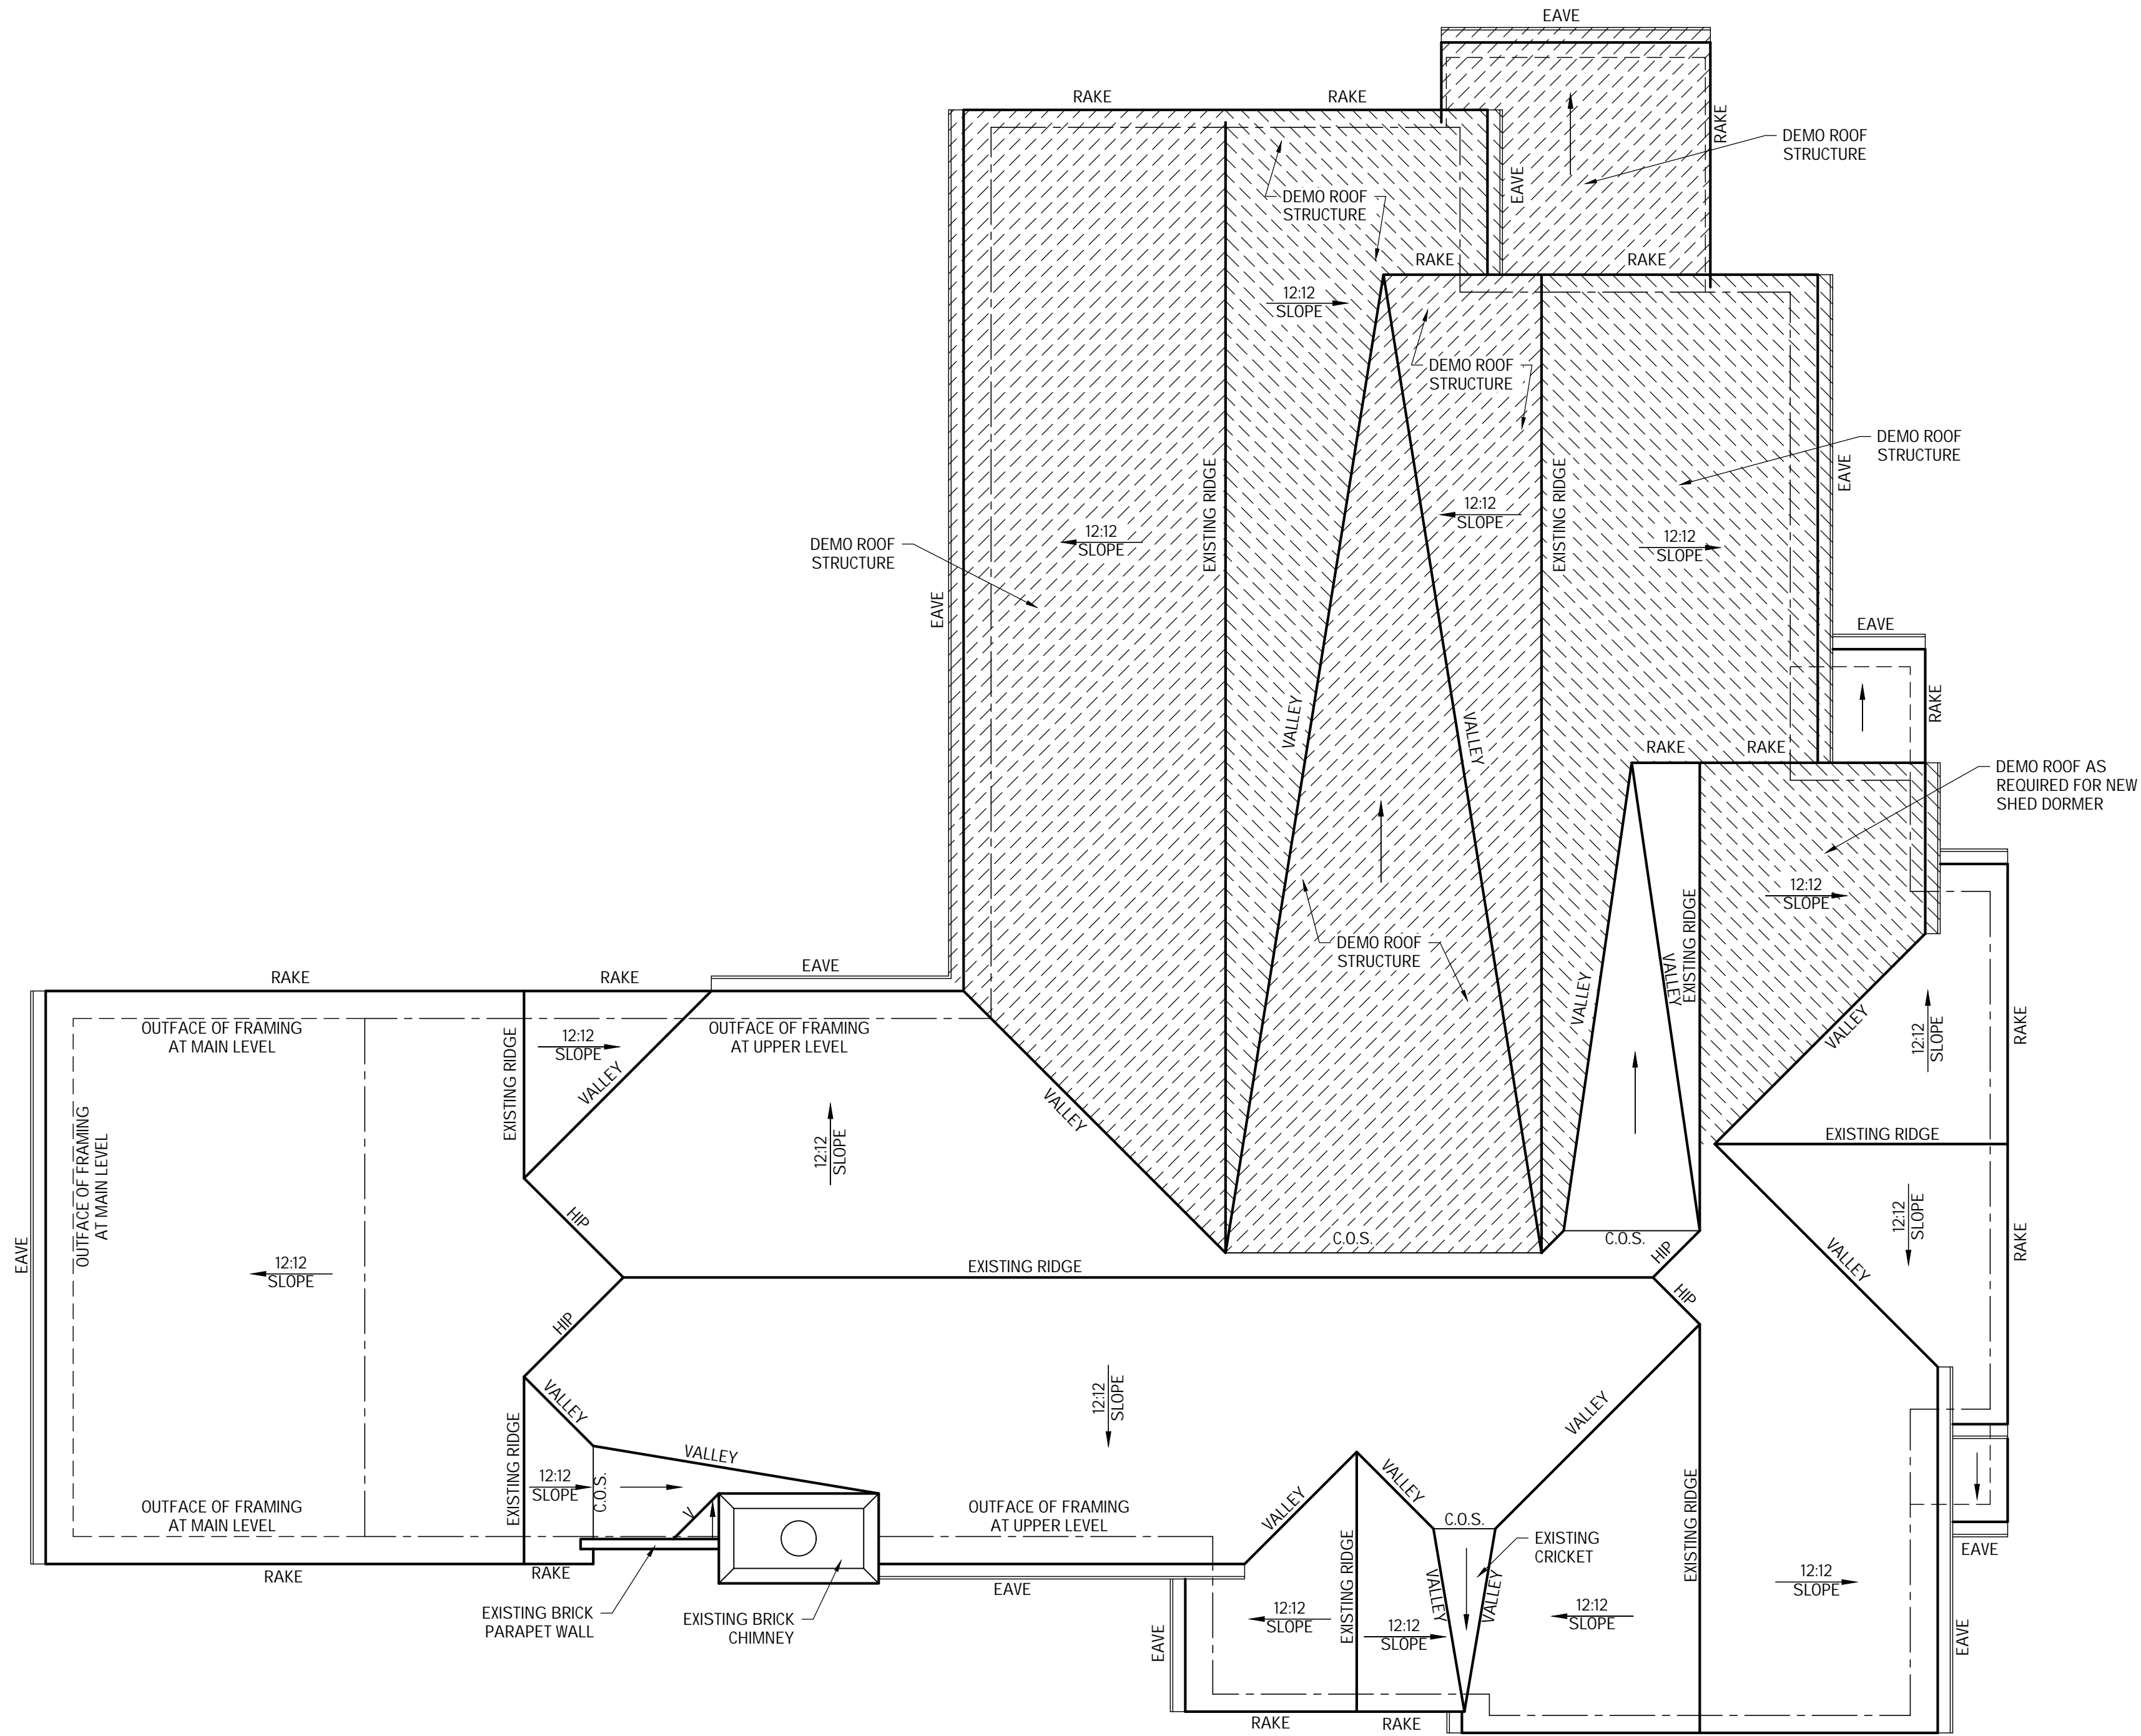 EAVE
RAKE
RAKE
RAKE
DEMO ROOF
STRUCTURE
EAVE
DEMO ROOF
STRUCTURE
RAKE
RAKE
12:12
SLOPE
DEMO ROOF
STRUCTURE
DEMO ROOF
STRUCTURE
EAVE
EXISTING RIDGE
EXISTING RIDGE
12:12
SLOPE
12:12
SLOPE
12:12
SLOPE
DEMO ROOF
STRUCTURE
EAVE
EAVE
RAKE
VALLEY
VALLEY
RAKE
RAKE
DEMO ROOF AS
REQUIRED FOR NEW
SHED DORMER
12:12
SLOPE
EXISTING RIDGE
DEMO ROOF
STRUCTURE
VALLEY
VALLEY
VALLEY
12:12
SLOPE
RAKE
RAKE
RAKE
EAVE
OUTFACE OF FRAMING
AT MAIN LEVEL
12:12
SLOPE
OUTFACE OF FRAMING
AT UPPER LEVEL
EXISTING RIDGE
VALLEY
VALLEY
OUTFACE OF FRAMING
AT MAIN LEVEL
12:12
SLOPE
EXISTING RIDGE
12:12
SLOPE
RAKE
HIP
C.O.S.
C.O.S.
HIP
VALLEY
EAVE
12:12
SLOPE
EXISTING RIDGE
HIP
HIP
VALLEY
12:12
SLOPE
VALLEY
VALLEY
EXISTING RIDGE
12:12
SLOPE
C.O.S.
V
OUTFACE OF FRAMING
AT MAIN LEVEL
OUTFACE OF FRAMING
AT UPPER LEVEL
VALLEY
VALLEY
C.O.S.
EXISTING
CRICKET
EXISTING RIDGE
EAVE
RAKE
RAKE
EAVE
EXISTING RIDGE
VALLEY
VALLEY
12:12
SLOPE
EXISTING BRICK
PARAPET WALL
EXISTING BRICK
CHIMNEY
12:12
SLOPE
12:12
SLOPE
12:12
SLOPE
EAVE
EAVE
RAKE
RAKE